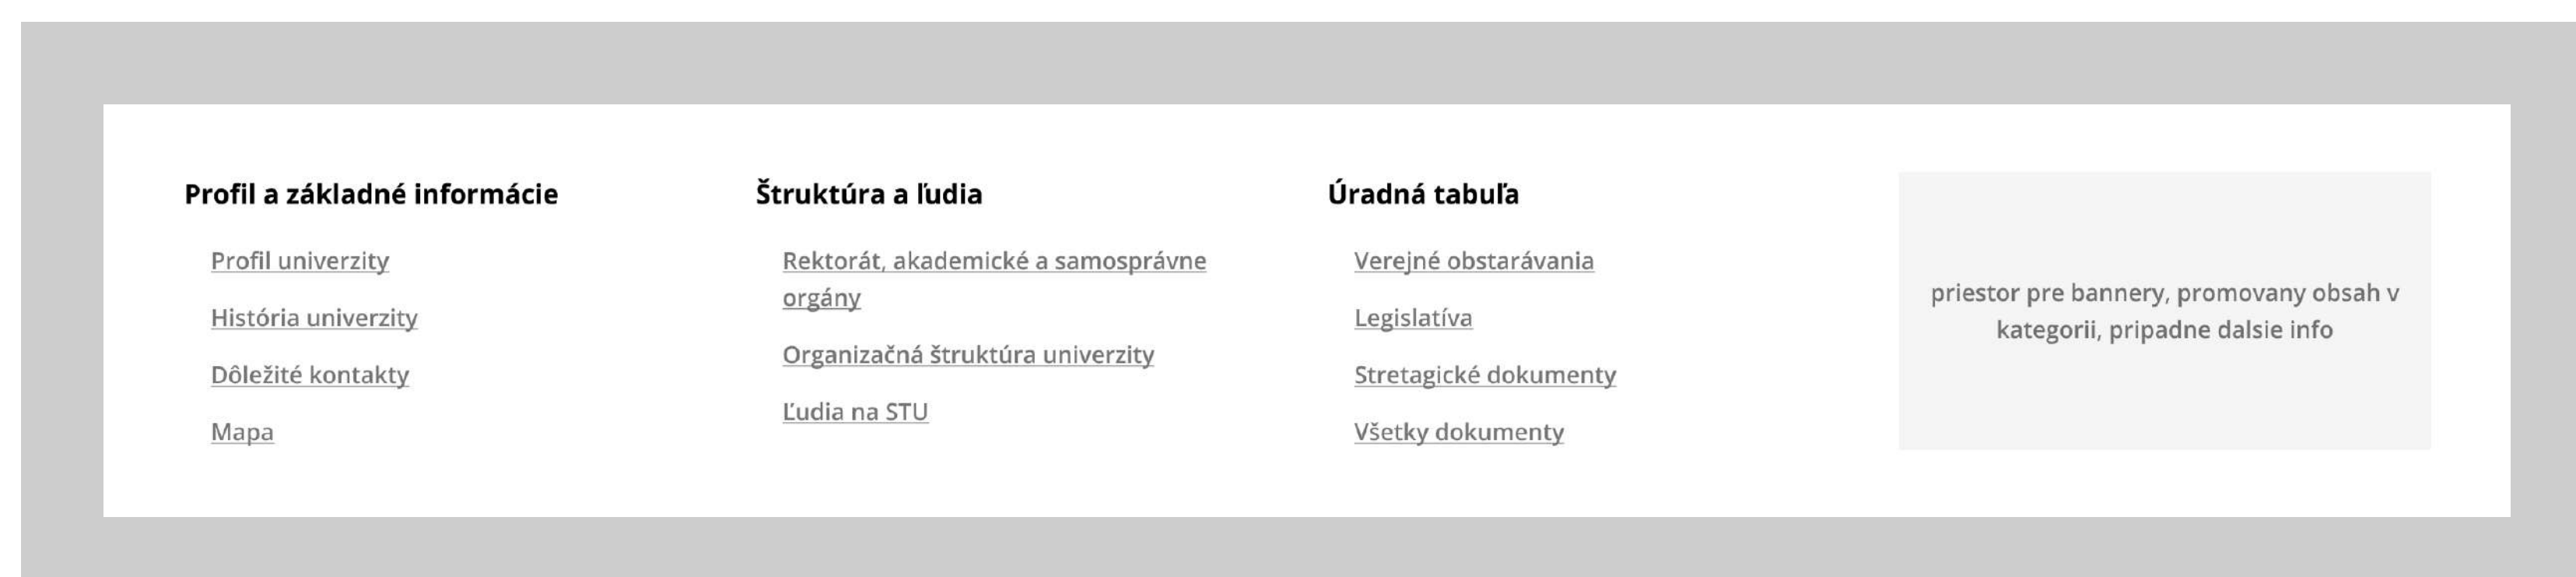 Profil a základné informácie
Profil univerzity
História univerzity
Dôležité kontakty
Mapa
Štruktúra a ľudia
Rektorát, akademické a samosprávne
orgány
Organizačná štruktúra univerzity
Ľudia na STU
Úradná tabuľa
Verejné obstarávania
Legislatíva
Stretagické dokumenty
Všetky dokumenty
priestor pre bannery, promovany obsah v
kategorii, pripadne dalsie info